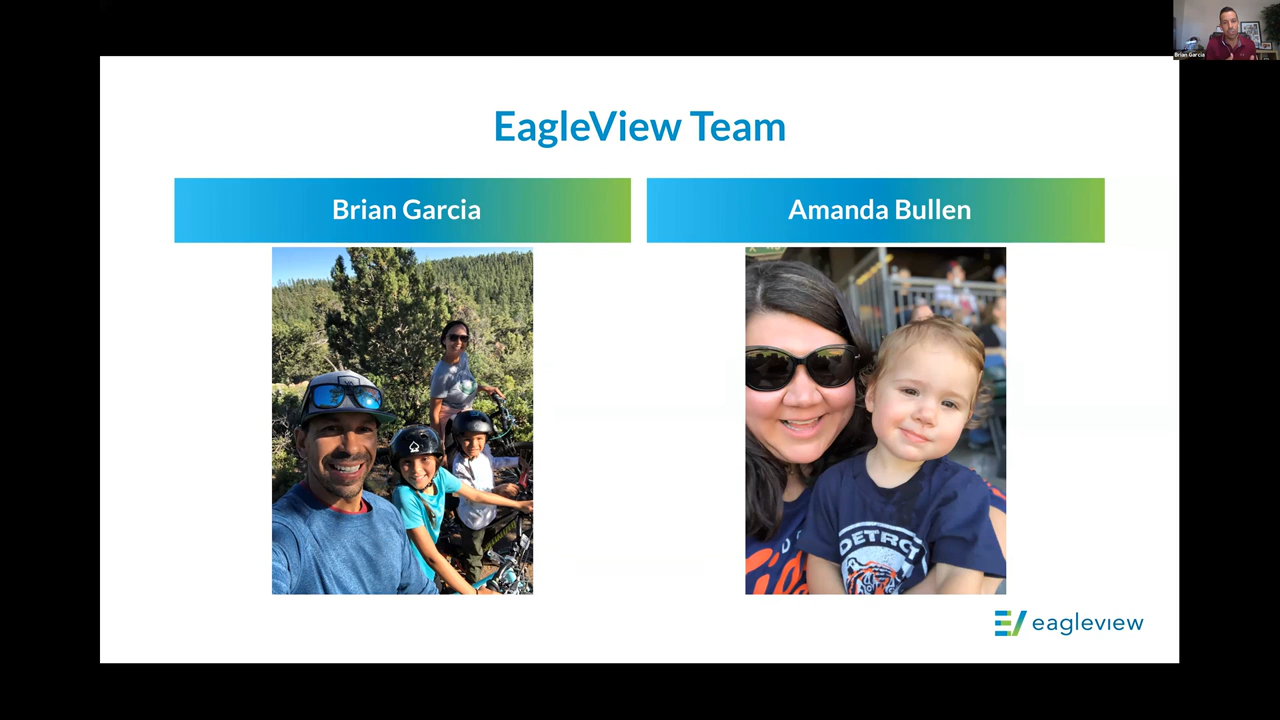 Brian Garcia
EagleView Team
Brian Garcia
Amanda Bullen
DETROIT
eagleview